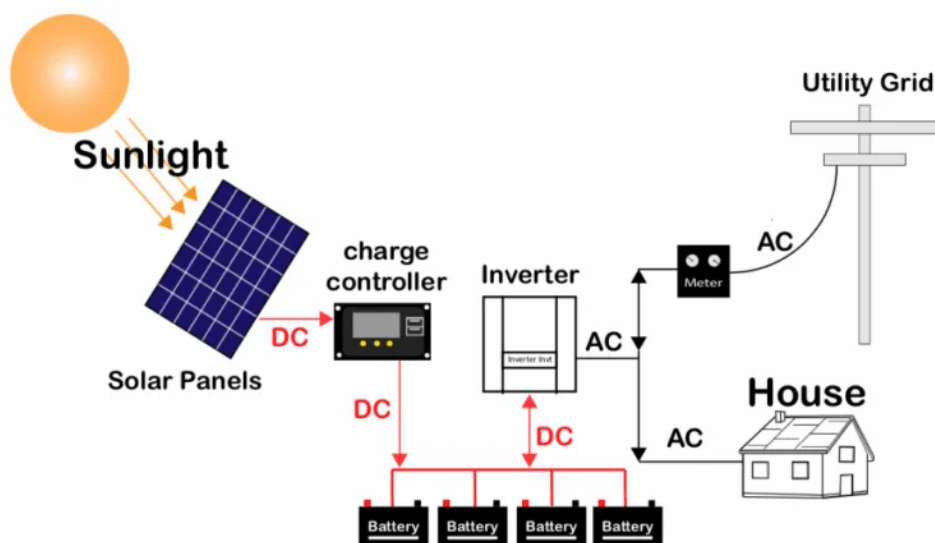 Utility Grid
Sunlight
AC
charge
controller
Inverter
Meter
DC
Inverter Invt
AC
Solar Panels
House
DC
DC
AC
Battery
Battery
Battery
Battery